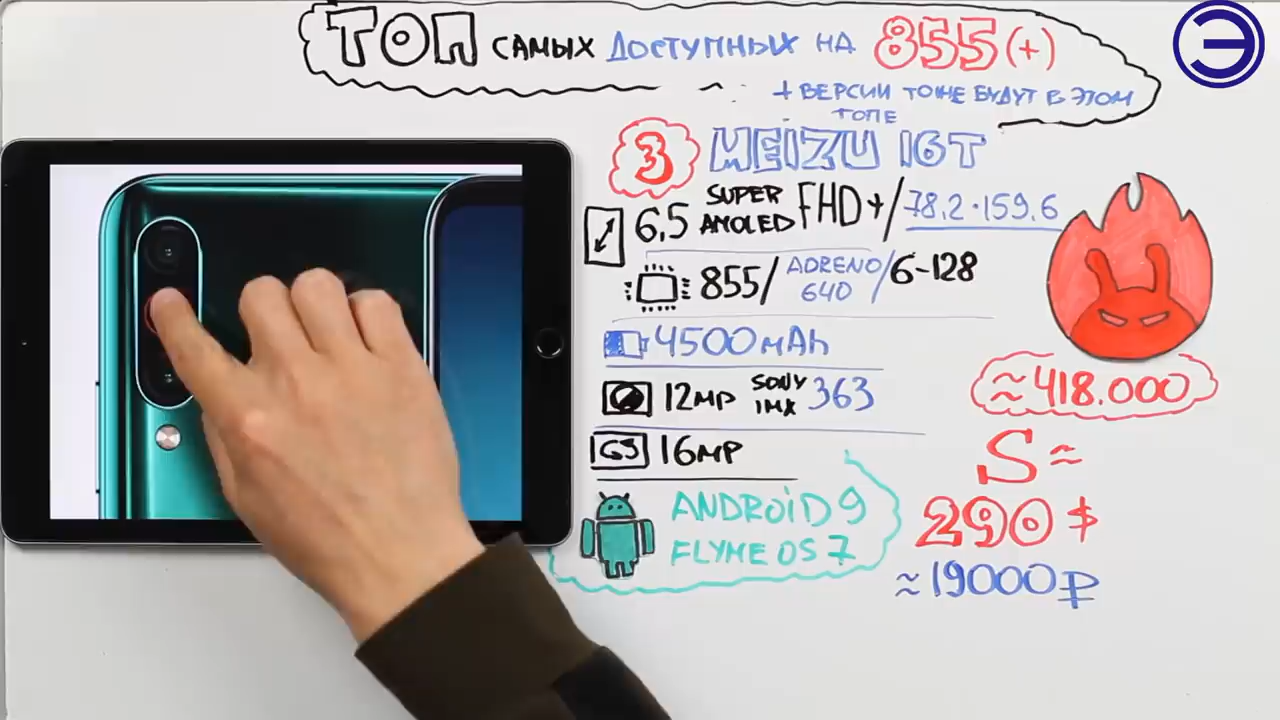 ТОП САМЫХ ДОСТУПНЫХ НА 855(+)
+ ВЕРСИИ ТОЖЕ БУДУТ В ЭТОМ
ТОПЕ
3 MEIZU 16T
6,5 SUPER AMOLED FHD+/78,2·159,6
855/ADRENO 640/6-128
4500mAh
12MP SONY IMX 363
16MP
ANDROID 9
FLYME OS 7
≈418.000
S≈
290$
≈19000₽
Э